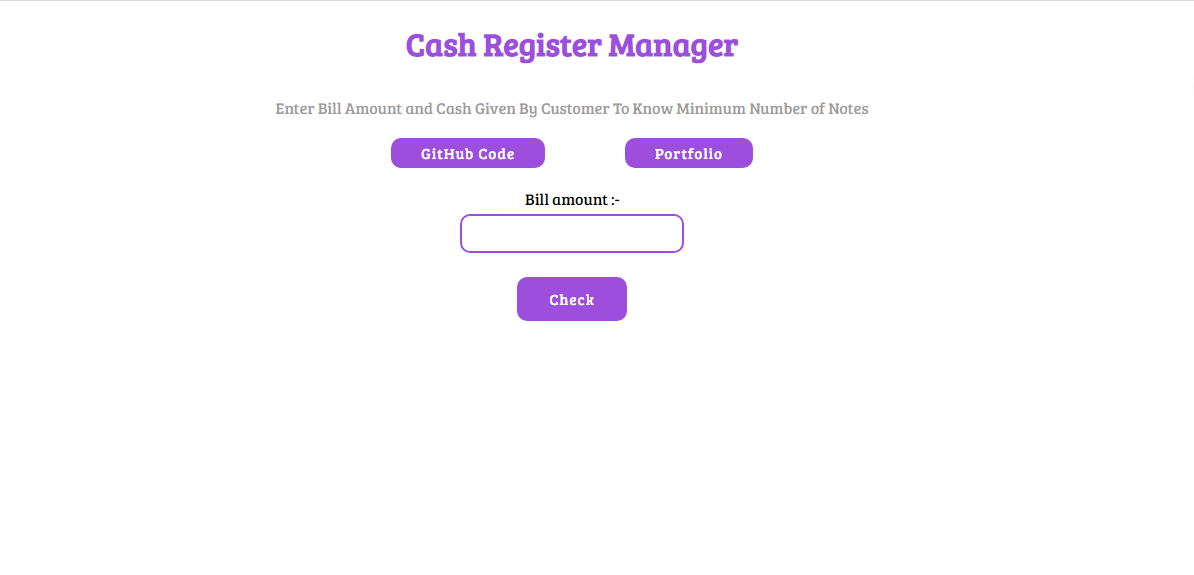 Cash Register Manager
Enter Bill Amount and Cash Given By Customer To Know Minimum Number of Notes
GitHub Code
Portfolio
Bill amount :-
Check